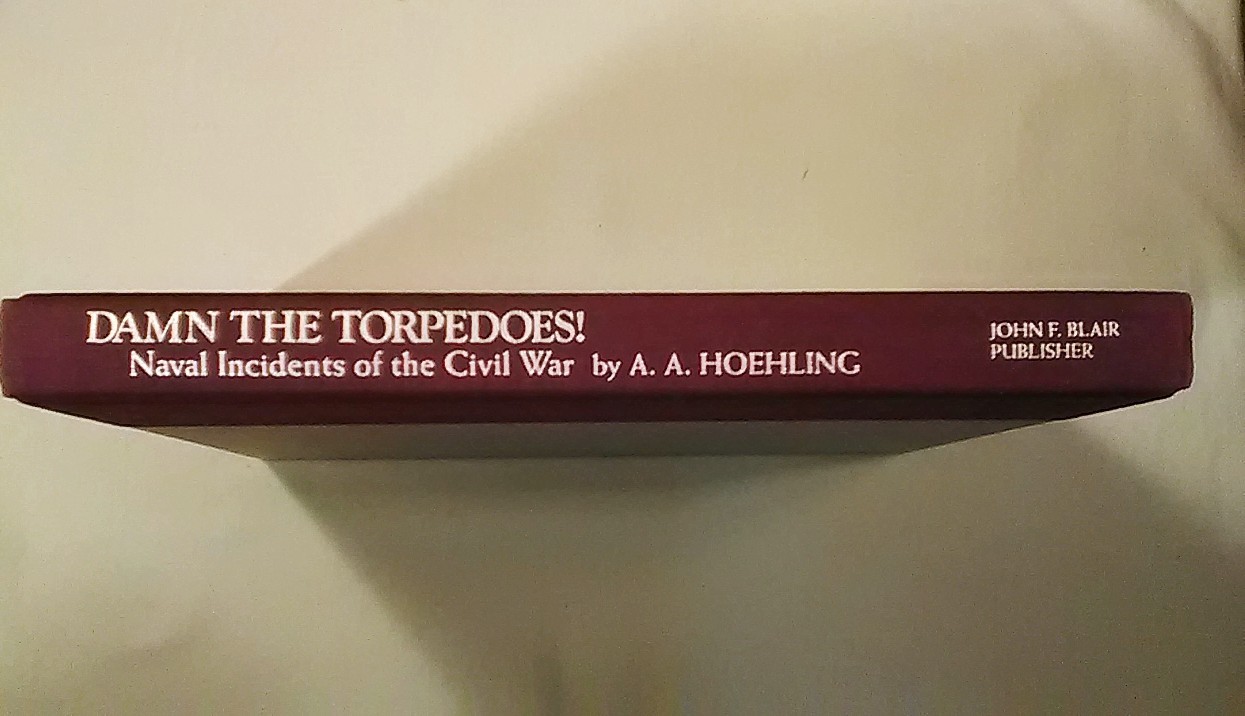 DAMN THE TORPEDOES!
Naval Incidents of the Civil War by A. A. HOEHLING
JOHN F. BLAIR
PUBLISHER